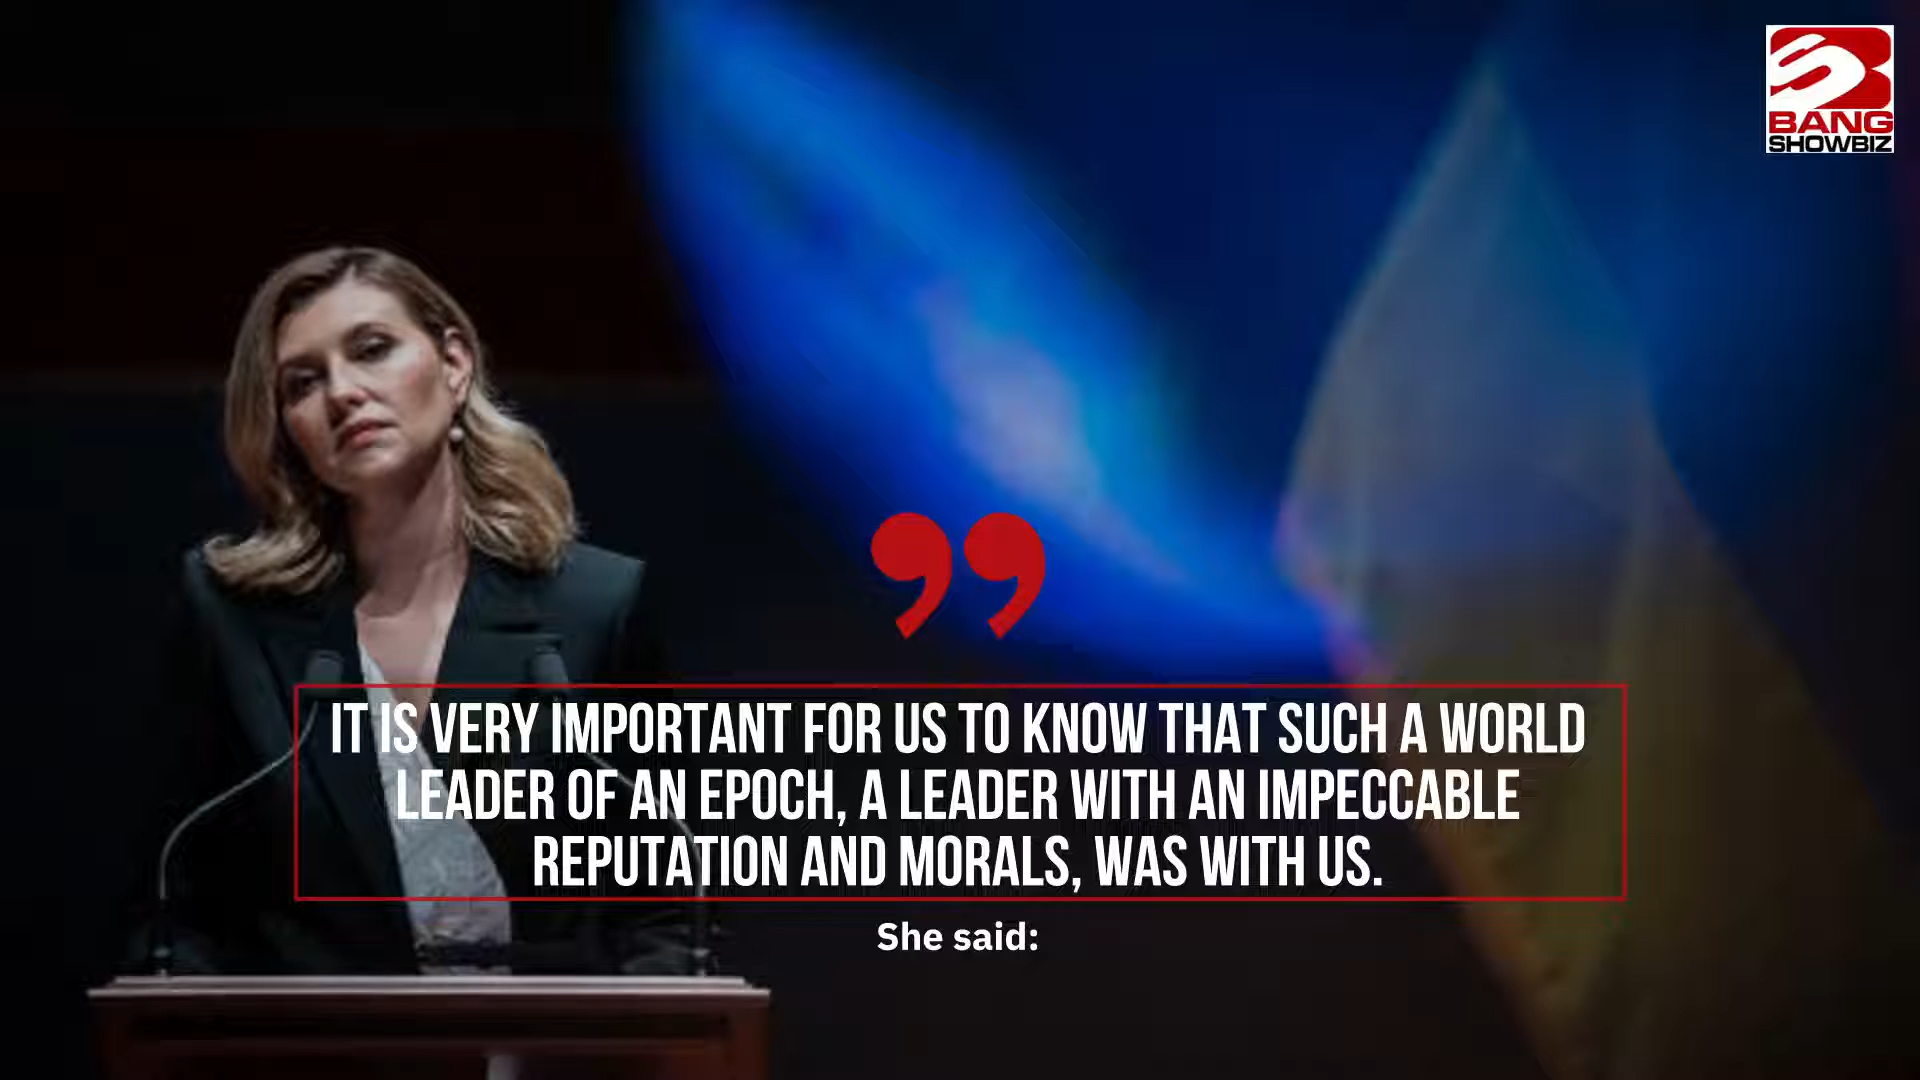 BANG
SHOWBIZ
IT IS VERY IMPORTANT FOR US TO KNOW THAT SUCH A WORLD
LEADER OF AN EPOCH, A LEADER WITH AN IMPECCABLE
REPUTATION AND MORALS, WAS WITH US.
She said: